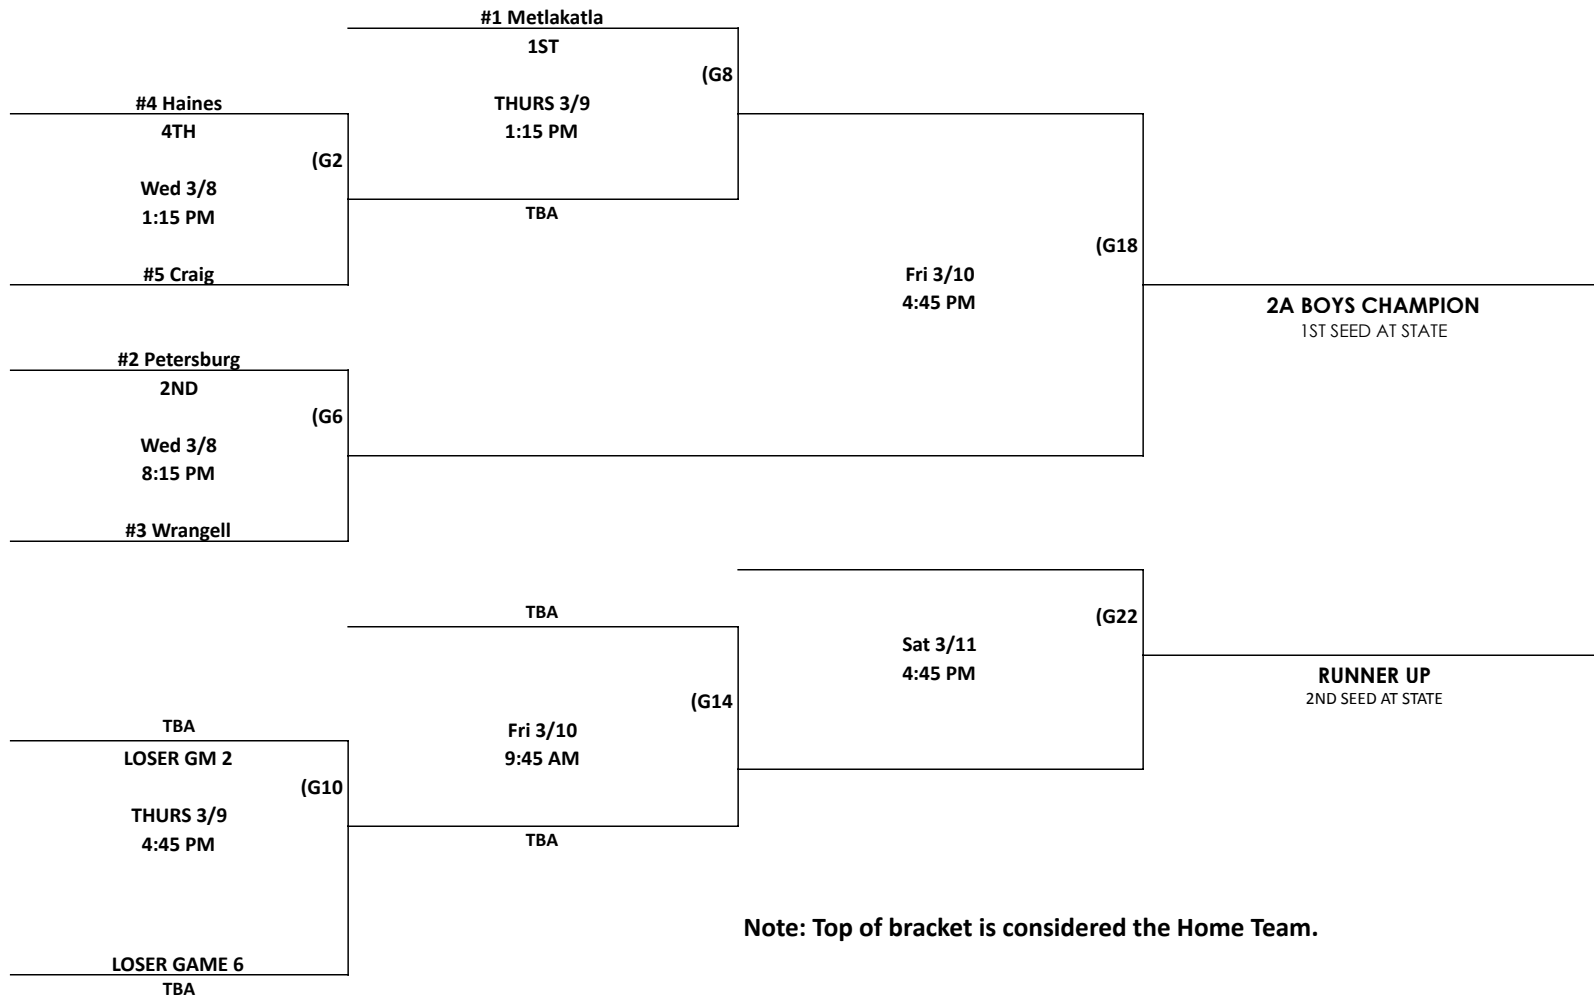 #1 Metlakatla
1ST
(G8
THURS 3/9
1:15 PM
#4 Haines
4TH
(G2
Wed 3/8
1:15 PM
TBA
#5 Craig
(G18
Fri 3/10
4:45 PM
2A BOYS CHAMPION
1ST SEED AT STATE
#2 Petersburg
2ND
(G6
Wed 3/8
8:15 PM
#3 Wrangell
TBA
(G22
Sat 3/11
4:45 PM
RUNNER UP
2ND SEED AT STATE
(G14
Fri 3/10
9:45 AM
TBA
LOSER GM 2
(G10
THURS 3/9
4:45 PM
TBA
Note: Top of bracket is considered the Home Team.
LOSER GAME 6
TBA